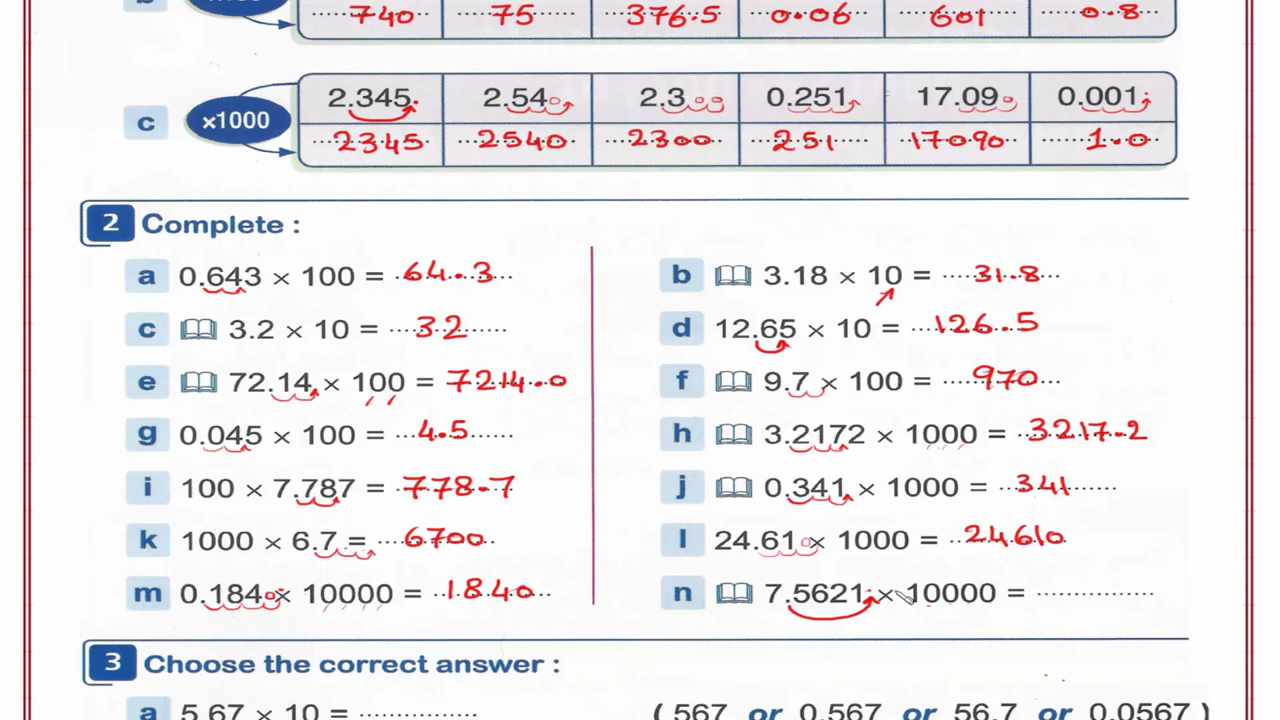 b 740 75 376.5 0.06 601 0.8
2.345 2.54 2.3 0.251 17.09 0.001
c x1000
2345 2540 2300 251 17090 1.0
2 Complete :
a 0.643 × 100 = 64.3
b 3.18 × 10 = 31.8
c 3.2 × 10 = 32
d 12.65 × 10 = 126.5
e 72.14 × 100 = 7214.0
f 9.7 × 100 = 970
g 0.045 × 100 = 4.5
h 3.2172 × 1000 = 3217.2
i 100 × 7.787 = 778.7
j 0.341 × 1000 = 341
k 1000 × 6.7 = 6700
l 24.61 × 1000 = 24610
m 0.184 × 10000 = 1840
n 7.5621 × 10000 =
3 Choose the correct answer :
a 5.67 × 10 = ( 567 or 0.567 or 56.7 or 0.0567 )